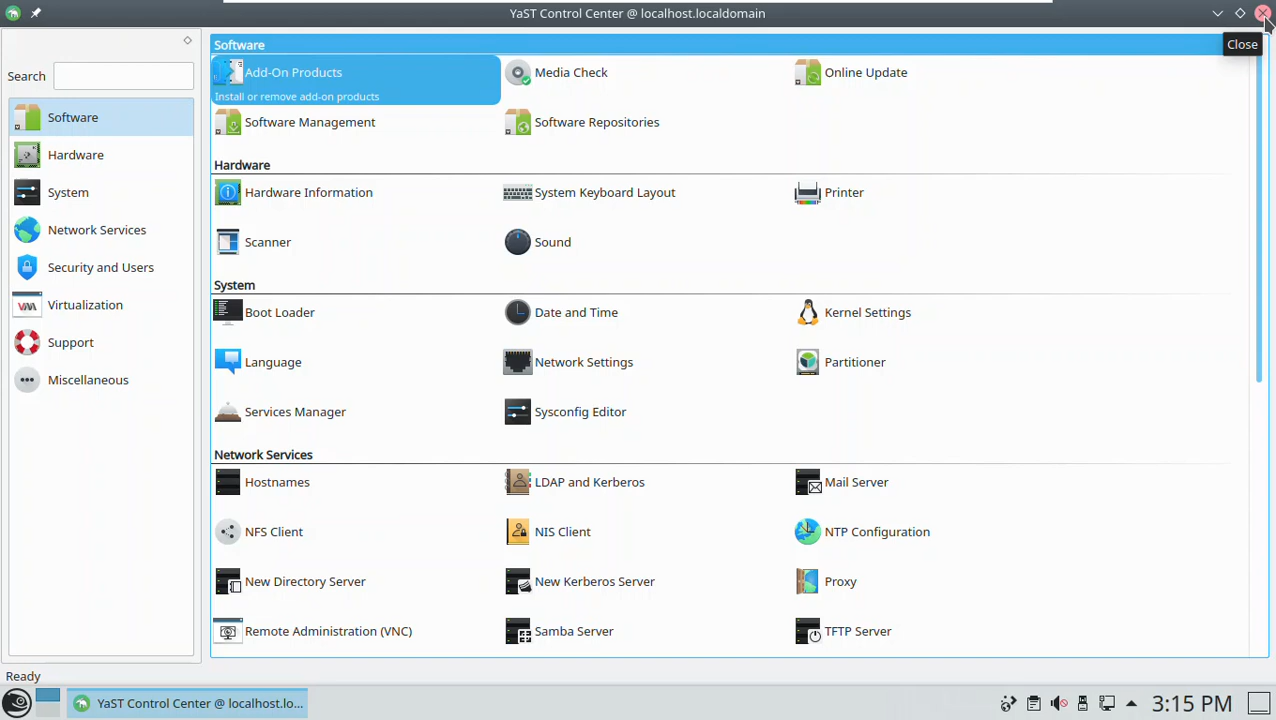 YaST Control Center @ localhost.localdomain
Close
Search
Software
Hardware
System
Network Services
Security and Users
Virtualization
Support
Miscellaneous
Software
Add-On Products
Install or remove add-on products
Media Check
Online Update
Software Management
Software Repositories
Hardware
Hardware Information
System Keyboard Layout
Printer
Scanner
Sound
System
Boot Loader
Date and Time
Kernel Settings
Language
Network Settings
Partitioner
Services Manager
Sysconfig Editor
Network Services
Hostnames
LDAP and Kerberos
Mail Server
NFS Client
NIS Client
NTP Configuration
New Directory Server
New Kerberos Server
Proxy
Remote Administration (VNC)
Samba Server
TFTP Server
Ready
YaST Control Center @ localhost.lo...
3:15 PM